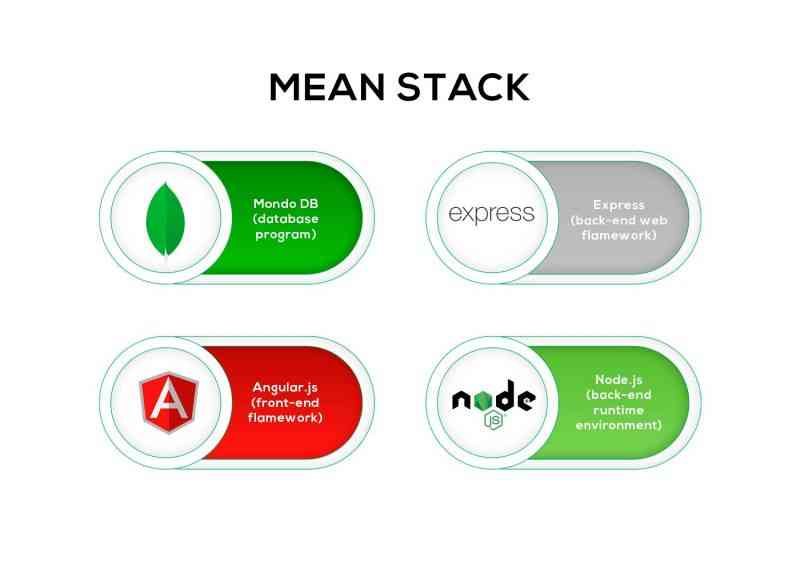 MEAN STACK
Mondo DB
(database
program)
express
Express
(back-end web
flamework)
Angular.js
(front-end
flamework)
node
JS
Node.js
(back-end
runtime
environment)